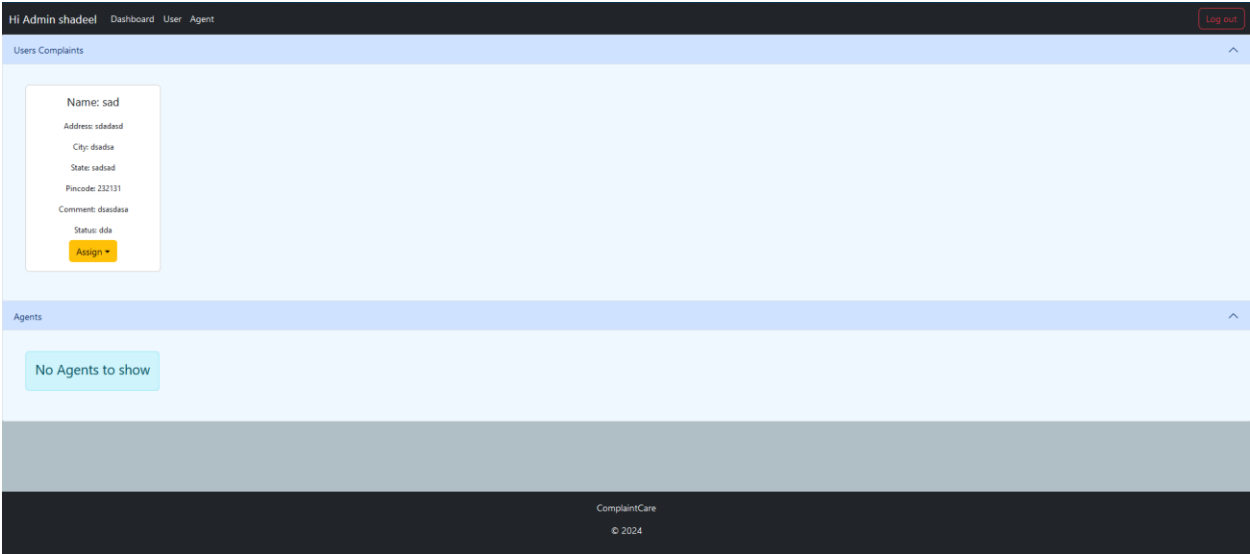 Hi Admin shadeel Dashboard User Agent Log out
Users Complaints
Name: sad
Address: sdadasd
City: dsadsa
State: sadsad
Pincode: 232131
Comment: dsasdasa
Status: dda
Assign
Agents
No Agents to show
ComplaintCare
© 2024